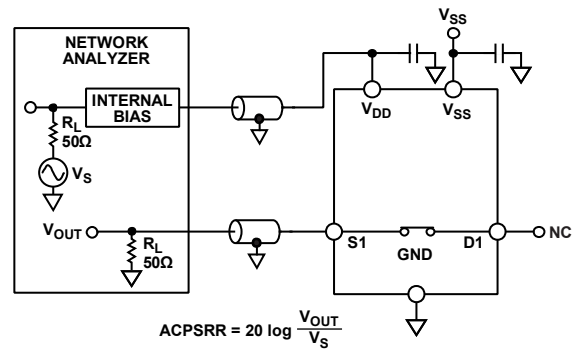 NETWORK
ANALYZER
INTERNAL
BIAS
RL
50Ω
VS
VOUT
RL
50Ω
VSS
VDD
VSS
S1
GND
D1
NC
ACPSRR = 20 log VOUT/VS